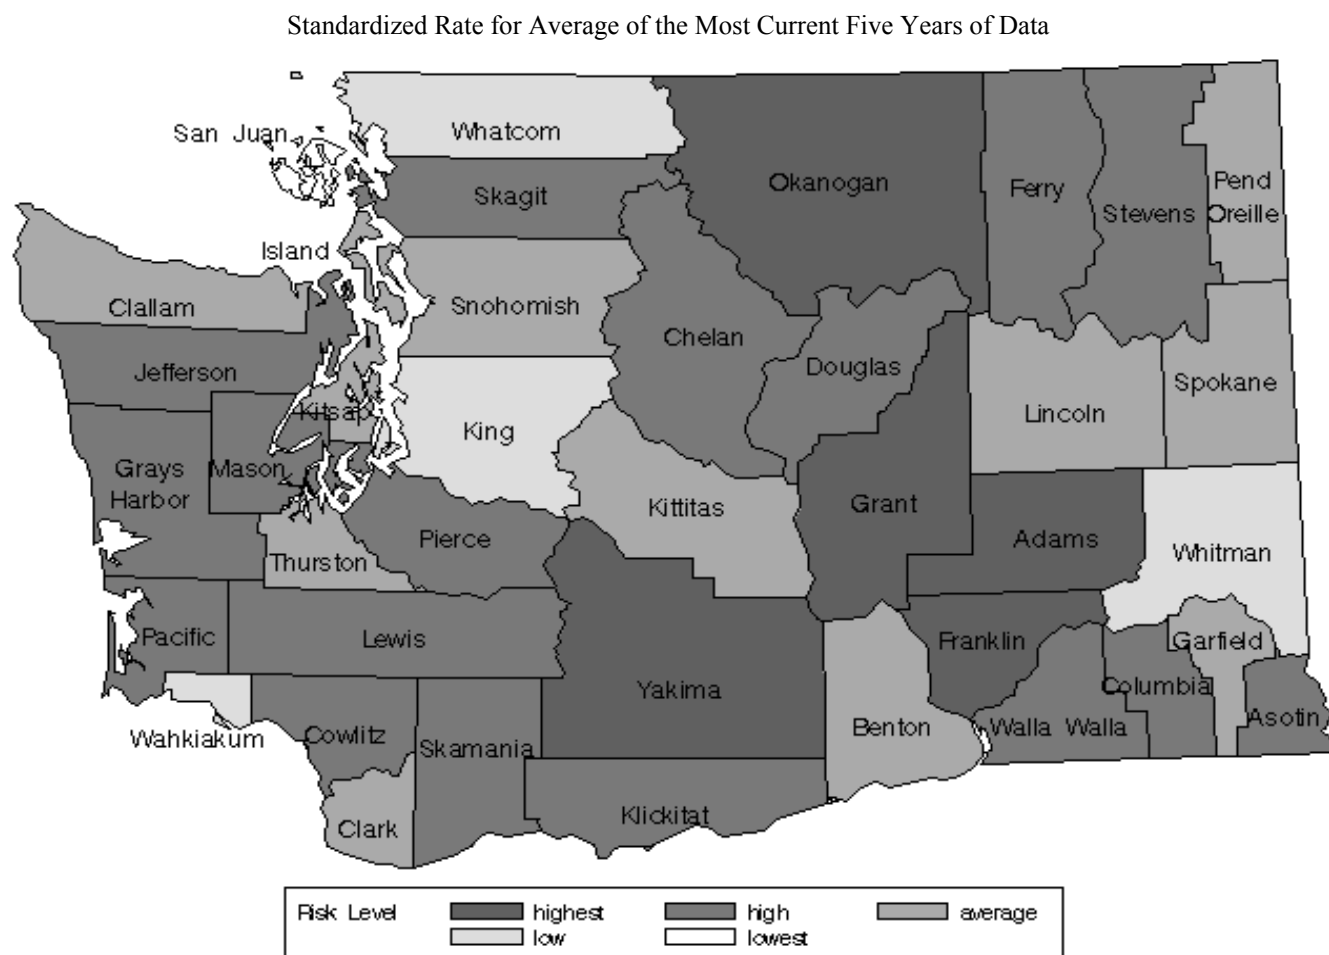 Standardized Rate for Average of the Most Current Five Years of Data
Whatcom
San Juan
Okanogan
Pend
Oreille
Ferry
Skagit
Stevens
Island
Clallam
Snohomish
Chelan
Douglas
Jefferson
Spokane
Kitsap
Lincoln
King
Grays
Harbor
Mason
Kittitas
Grant
Pierce
Adams
Whitman
Thurston
Pacific
Lewis
Franklin
Garfield
Yakima
Columbia
Wahkiakum
Cowlitz
Skamania
Benton
Walla Walla
Asotin
Klickitat
Clark
Risk Level
highest
high
average
low
lowest